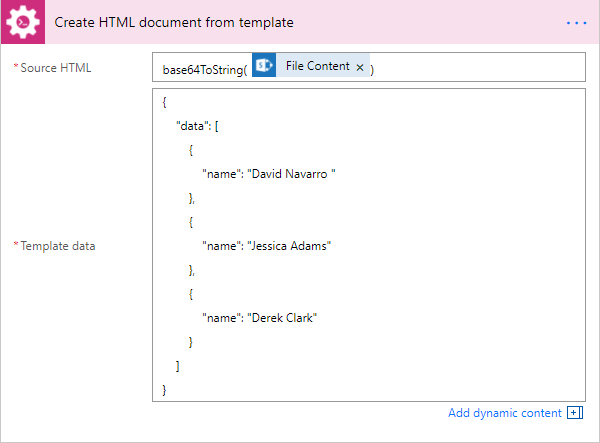 Create HTML document from template
* Source HTML
base64ToString( File Content × )
* Template data
{
"data": [
{
"name": "David Navarro "
},
{
"name": "Jessica Adams"
},
{
"name": "Derek Clark"
}
]
}
Add dynamic content